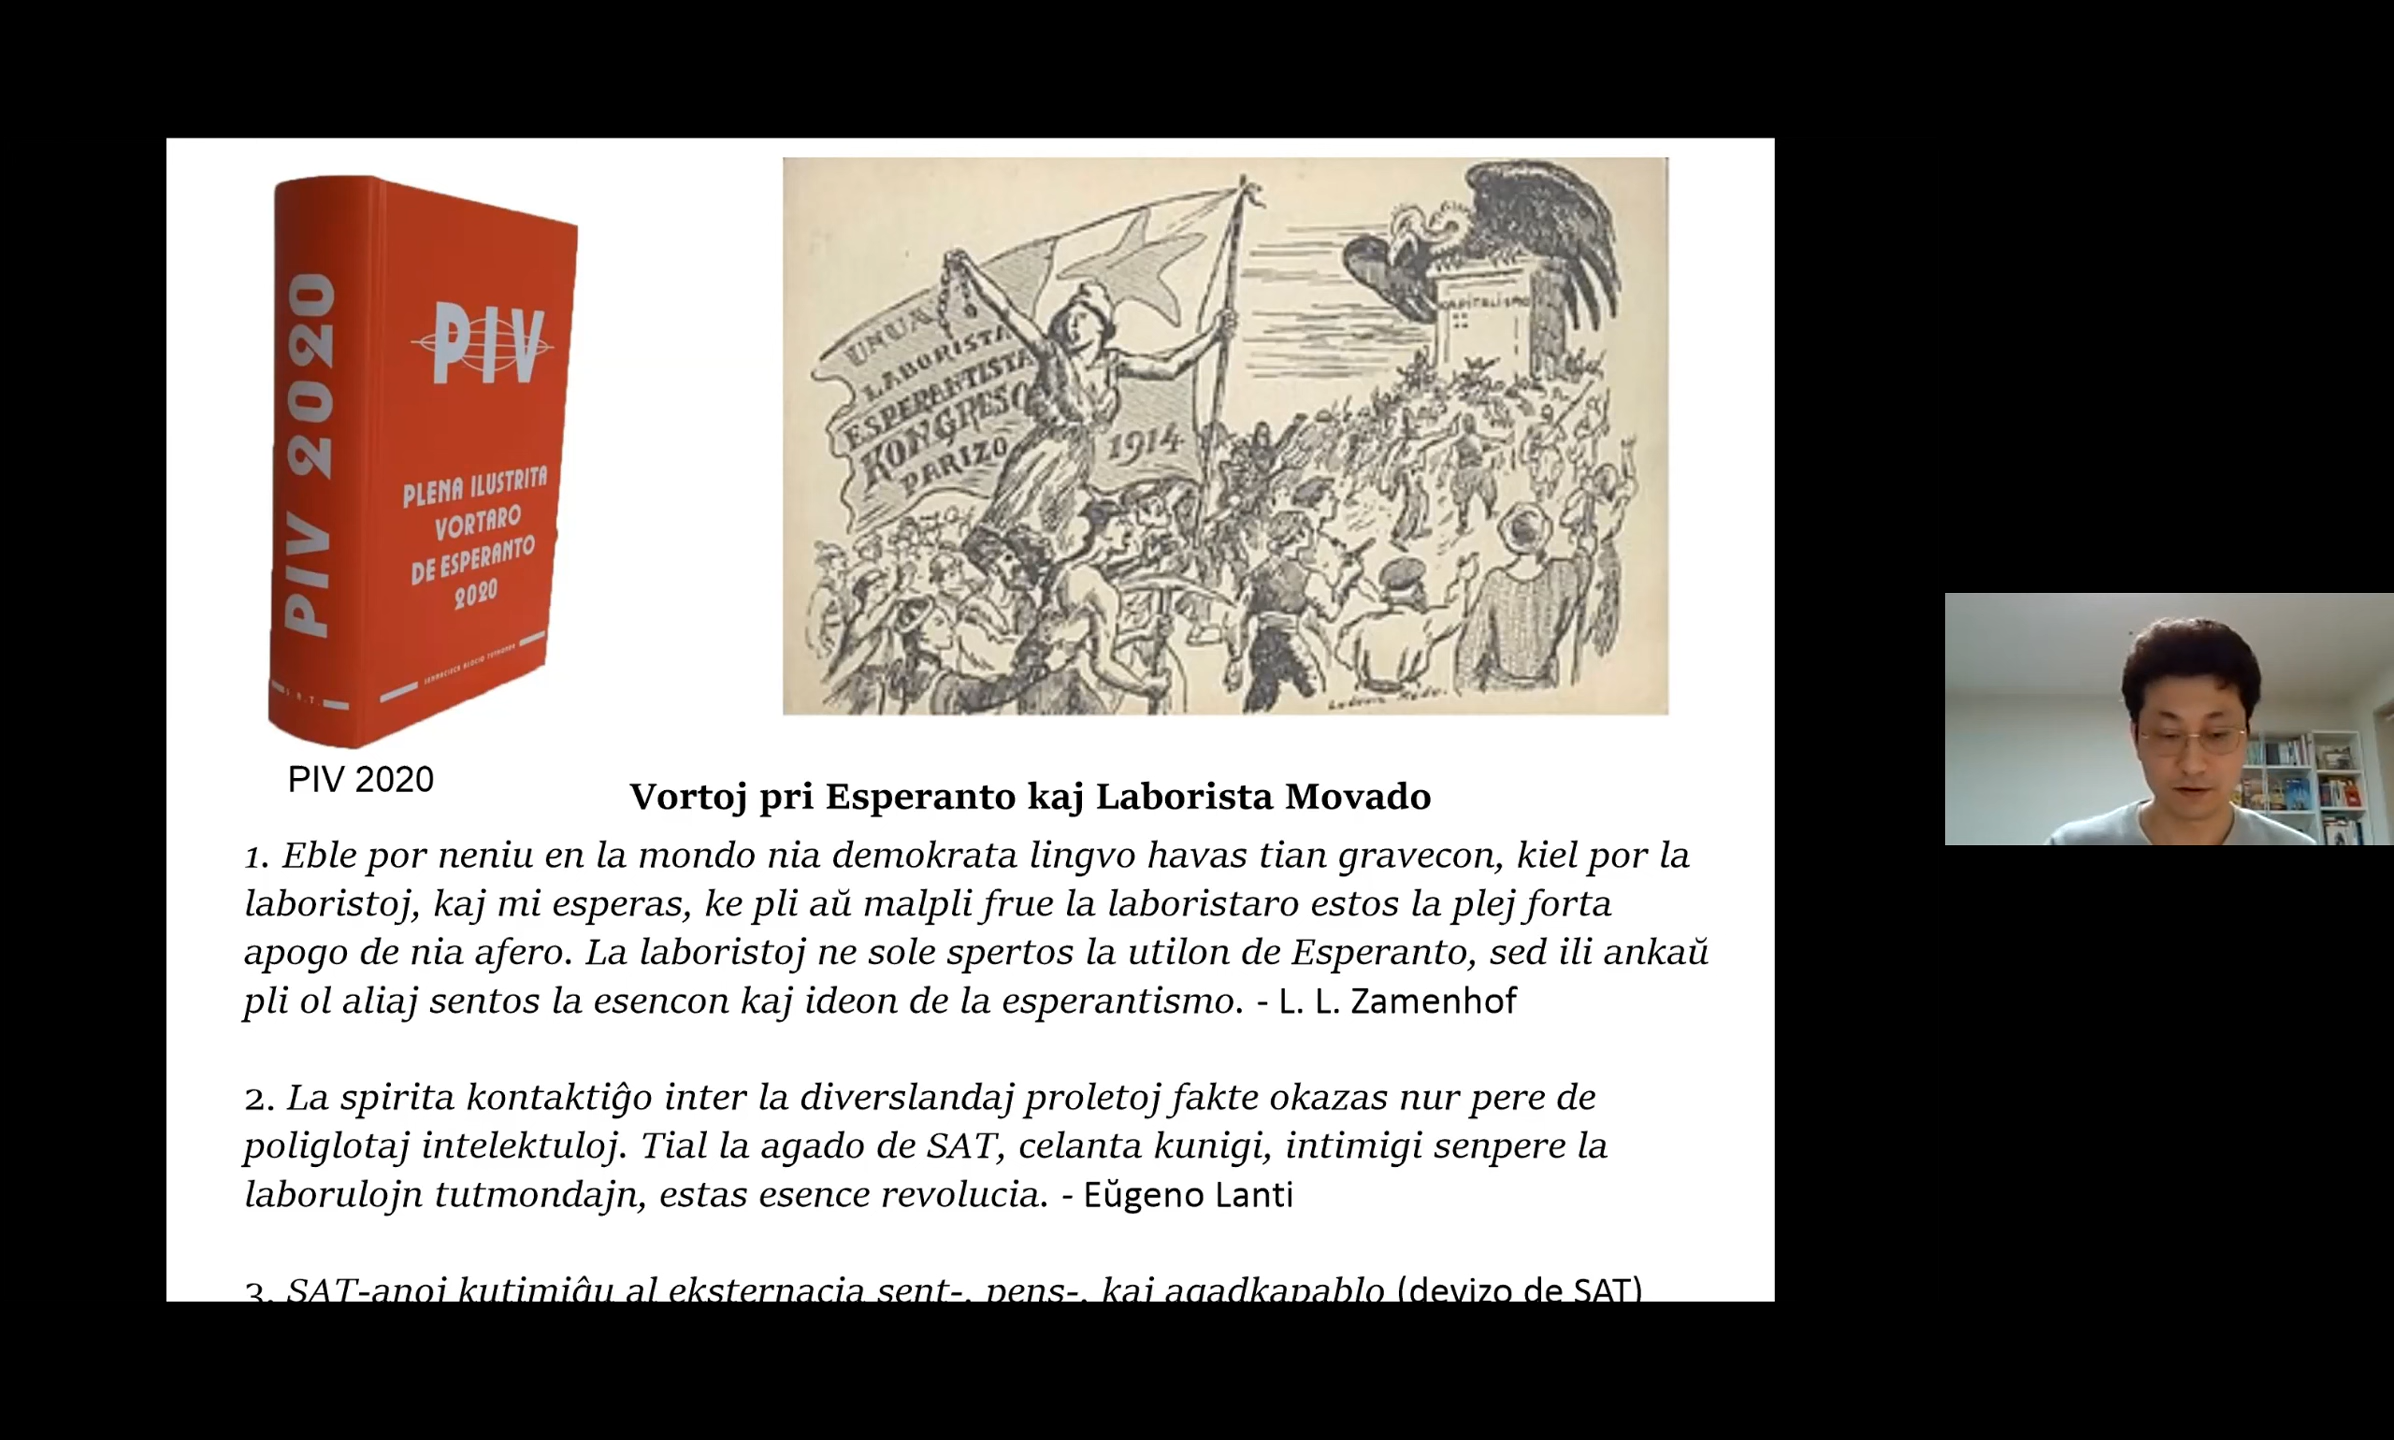 PIV 2020
PIV
PLENA ILUSTRITA
VORTARO
DE ESPERANTO
2020
SENNACIECA ASOCIO TUTMONDA
S.A.T.
PIV 2020
UNUA
LABORISTA
ESPERANTISTA
KONGRESO
PARIZO
1914
KAPITALISMO
Vortoj pri Esperanto kaj Laborista Movado
1. Eble por neniu en la mondo nia demokrata lingvo havas tian gravecon, kiel por la
laboristoj, kaj mi esperas, ke pli aŭ malpli frue la laboristaro estos la plej forta
apogo de nia afero. La laboristoj ne sole spertos la utilon de Esperanto, sed ili ankaŭ
pli ol aliaj sentos la esencon kaj ideon de la esperantismo. - L. L. Zamenhof
2. La spirita kontaktiĝo inter la diverslandaj proletoj fakte okazas nur pere de
poliglotaj intelektuloj. Tial la agado de SAT, celanta kunigi, intimigi senpere la
laborulojn tutmondajn, estas esence revolucia. - Eŭgeno Lanti
3. SAT-anoj kutimiĝu al eksternacia sent-, pens-, kaj agadkapablo (devizo de SAT)